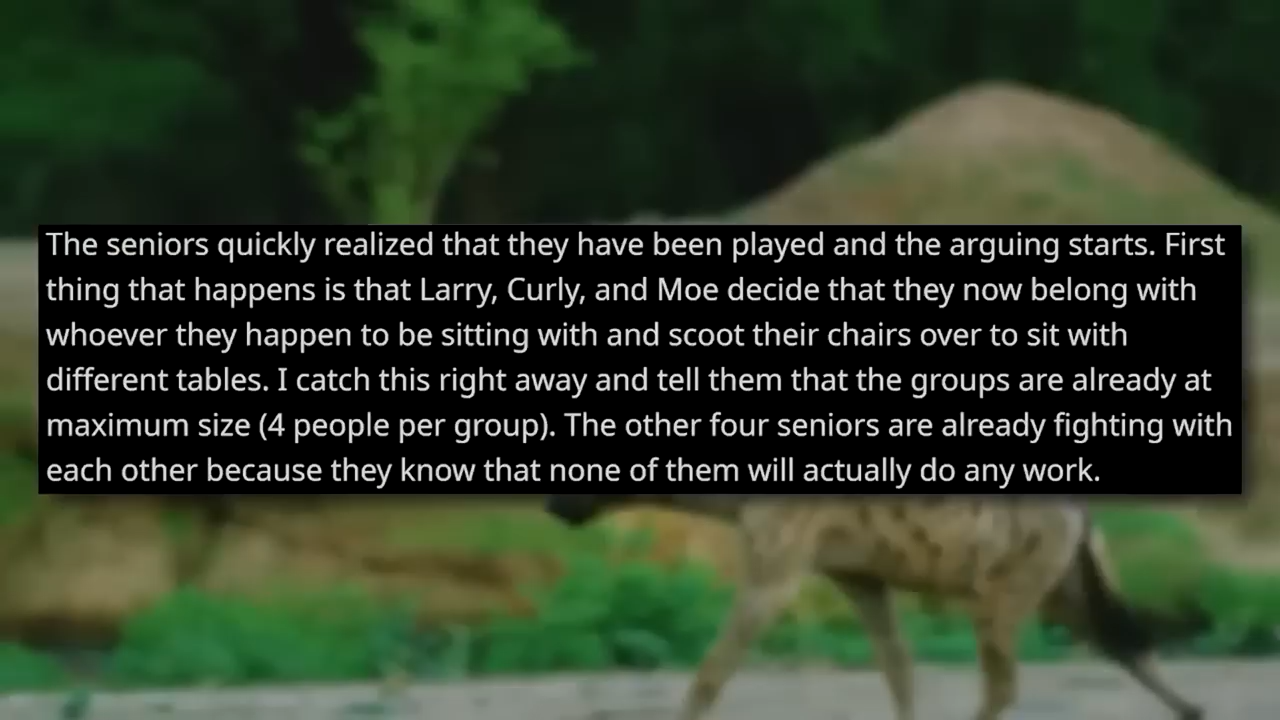 The seniors quickly realized that they have been played and the arguing starts. First
thing that happens is that Larry, Curly, and Moe decide that they now belong with
whoever they happen to be sitting with and scoot their chairs over to sit with
different tables. I catch this right away and tell them that the groups are already at
maximum size (4 people per group). The other four seniors are already fighting with
each other because they know that none of them will actually do any work.